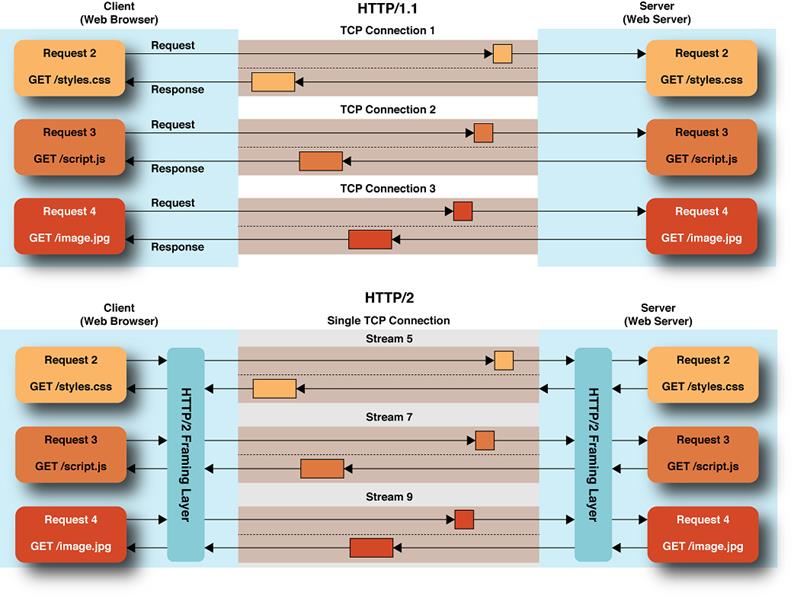 HTTP/1.1
Client
(Web Browser)
Server
(Web Server)
TCP Connection 1
Request 2
GET /styles.css
Request
Response
Request 2
GET /styles.css
TCP Connection 2
Request 3
GET /script.js
Request
Response
Request 3
GET /script.js
TCP Connection 3
Request 4
GET /image.jpg
Request
Response
Request 4
GET /image.jpg
HTTP/2
Client
(Web Browser)
Server
(Web Server)
Single TCP Connection
Stream 5
Request 2
GET /styles.css
Request 2
GET /styles.css
HTTP/2 Framing Layer
HTTP/2 Framing Layer
Stream 7
Request 3
GET /script.js
Request 3
GET /script.js
Stream 9
Request 4
GET /image.jpg
Request 4
GET /image.jpg